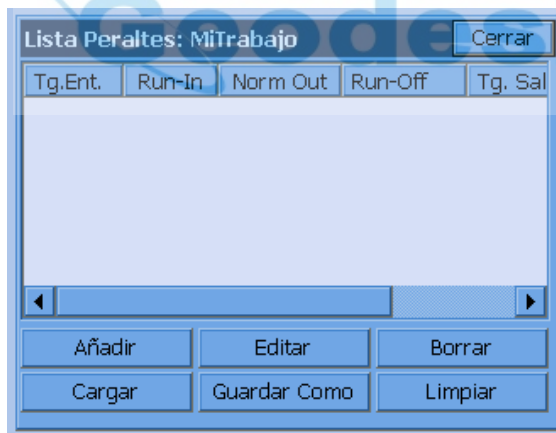 Geodes
Lista Peraltes: MiTrabajo Cerrar
Tg.Ent. Run-In Norm Out Run-Off Tg. Sal
Añadir Editar Borrar
Cargar Guardar Como Limpiar